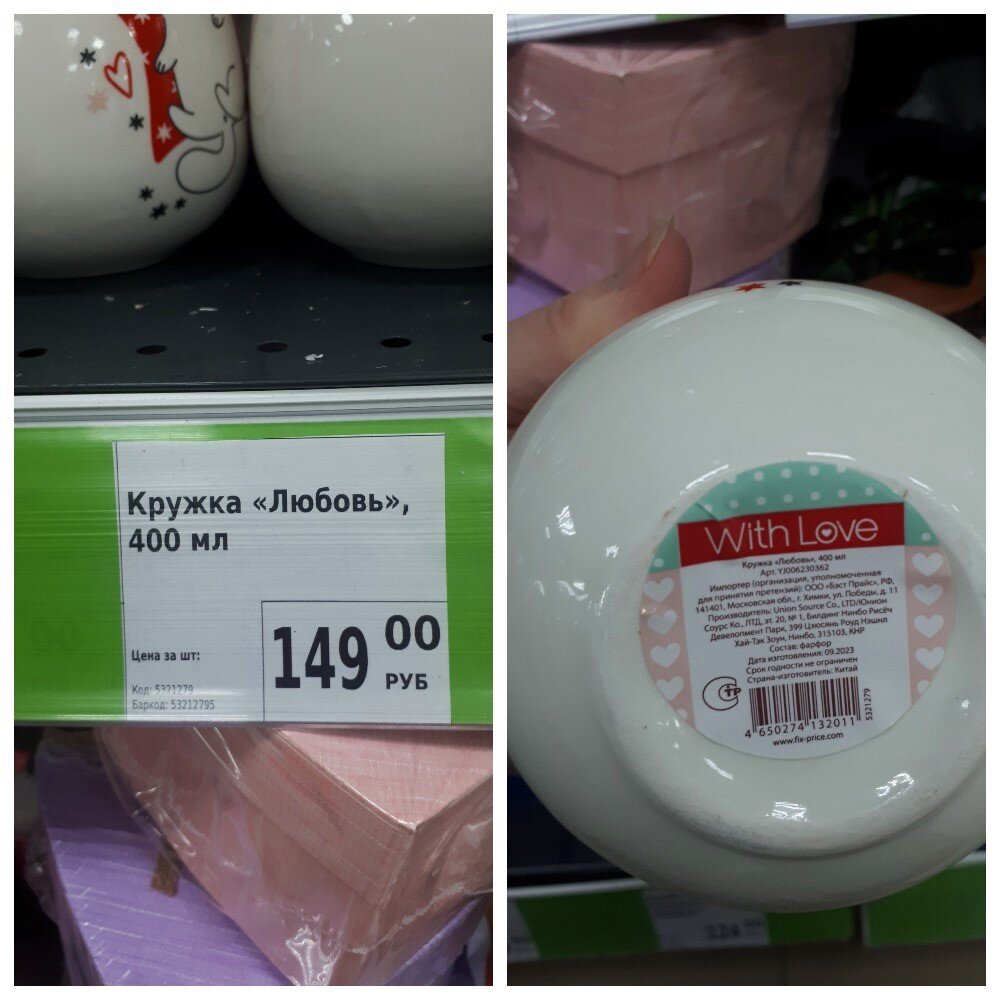 Кружка «Любовь»,
400 мл
149 00
РУБ
Цена за шт:
Код: 5321279
Баркод: 53212795
With Love
Кружка «Любовь», 400 мл
Арт. YJ006230362
Импортер (организация, уполномоченная
для принятия претензий): ООО «Бэст Прайс», РФ,
141401, Московская обл., г. Химки, ул. Победы, д. 11
Производитель: Union Source Co., LTD/Юнион
Соурс Ко., ЛТД, эт. 20, № 1, Билдинг Нинбо Рисёч
Девелопмент Парк, 399 Цзюсянь Роуд Нэшнл
Хай-Тэк Зоун, Нинбо, 315103, КНР
Состав: фарфор
Дата изготовления: 09.2023
Срок годности не ограничен
Страна-изготовитель: Китай
СТР
5321279
4 650274 132011
www.fix-price.com